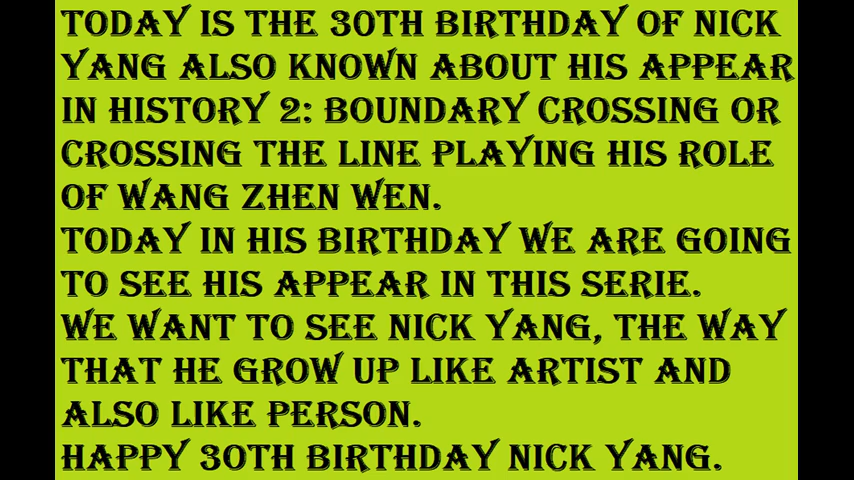 TODAY IS THE 30TH BIRTHDAY OF NICK
YANG ALSO KNOWN ABOUT HIS APPEAR
IN HISTORY 2: BOUNDARY CROSSING OR
CROSSING THE LINE PLAYING HIS ROLE
OF WANG ZHEN WEN.
TODAY IN HIS BIRTHDAY WE ARE GOING
TO SEE HIS APPEAR IN THIS SERIE.
WE WANT TO SEE NICK YANG, THE WAY
THAT HE GROW UP LIKE ARTIST AND
ALSO LIKE PERSON.
HAPPY 30TH BIRTHDAY NICK YANG.